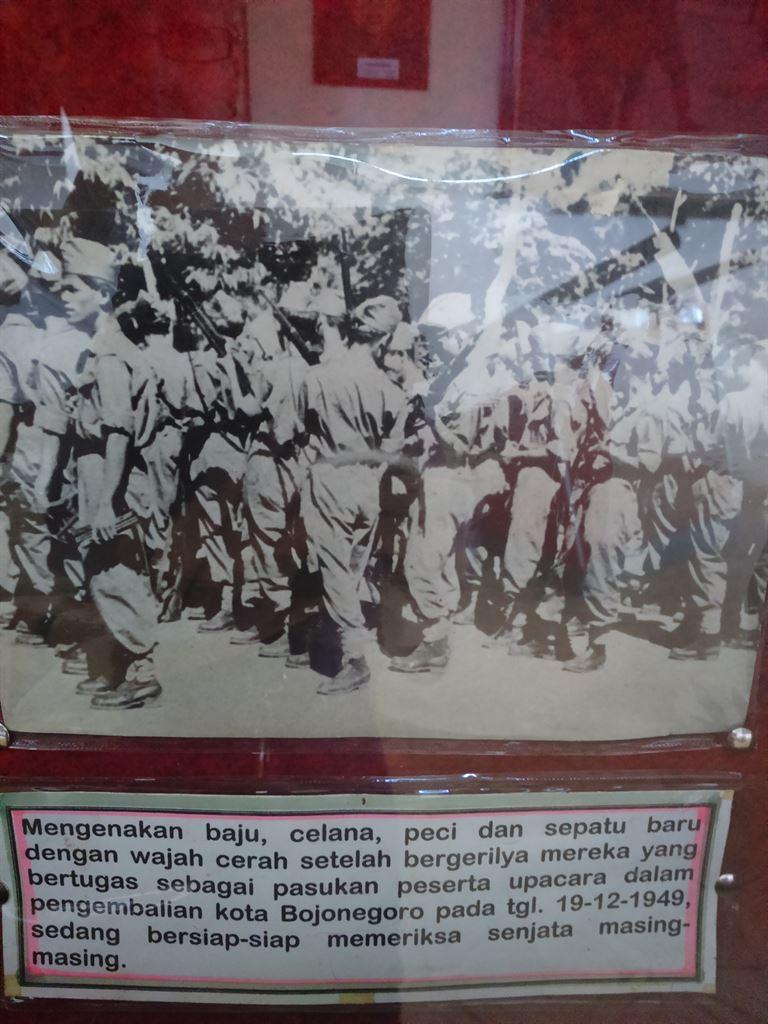 Mengenakan baju, celana, peci dan sepatu baru
dengan wajah cerah setelah bergerilya mereka yang
bertugas sebagai pasukan peserta upacara dalam
pengembalian kota Bojonegoro pada tgl. 19-12-1949,
sedang bersiap-siap memeriksa senjata masing-
masing.